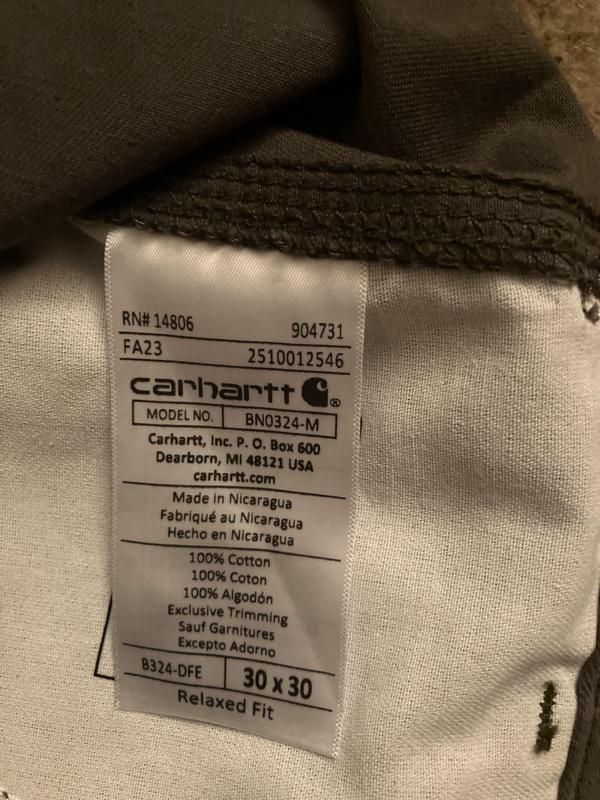 RN# 14806 904731
FA23 2510012546
carhartt ®
MODEL NO. BN0324-M
Carhartt, Inc. P. O. Box 600
Dearborn, MI 48121 USA
carhartt.com
Made in Nicaragua
Fabriqué au Nicaragua
Hecho en Nicaragua
100% Cotton
100% Coton
100% Algodón
Exclusive Trimming
Sauf Garnitures
Excepto Adorno
B324-DFE 30 x 30
Relaxed Fit